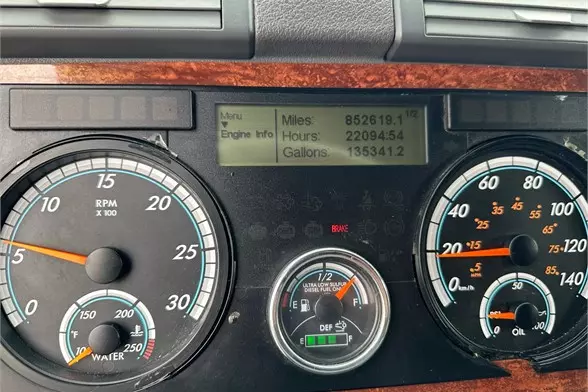 Menu
Engine Info
Miles: 852619.1
1/2
Hours: 22094:54
Gallons: 135341.2
BRAKE
RPM
X 100
0
5
10
15
20
25
30
°F
100
150
200
250
WATER
1/2
ULTRA LOW SULFUR
DIESEL FUEL ONLY
E
F
DEF
E
F
0
km/h
20
40
60
80
100
120
140
5
15
25
35
45
55
65
75
85
50
100
OIL